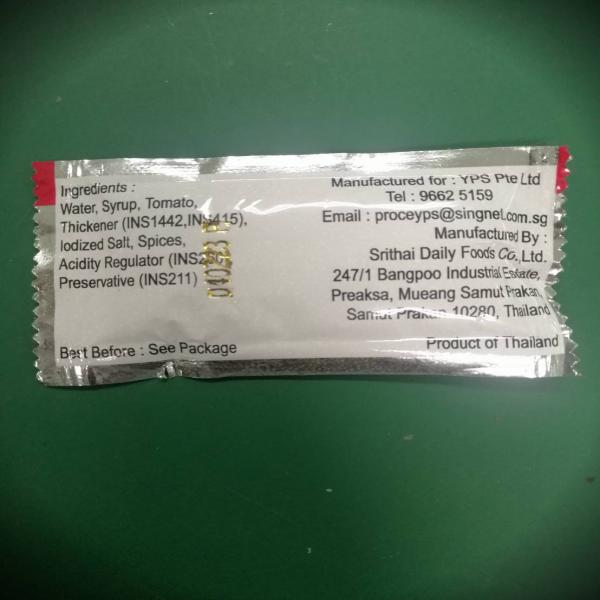 Ingredients :
Water, Syrup, Tomato,
Thickener (INS1442,INS415),
Iodized Salt, Spices,
Acidity Regulator
Preservative (INS211)
Best Before : See Package
Manufactured for : YPS Pte Ltd
Tel : 9662 5159
Email : proceyps@singnet.com.sg
Manufactured By :
Srithai Daily Foods Co,.Ltd.
247/1 Bangpoo Industrial Estate,
Preaksa, Mueang Samut Prakan,
Samut Prakan 10280, Thailand
Product of Thailand